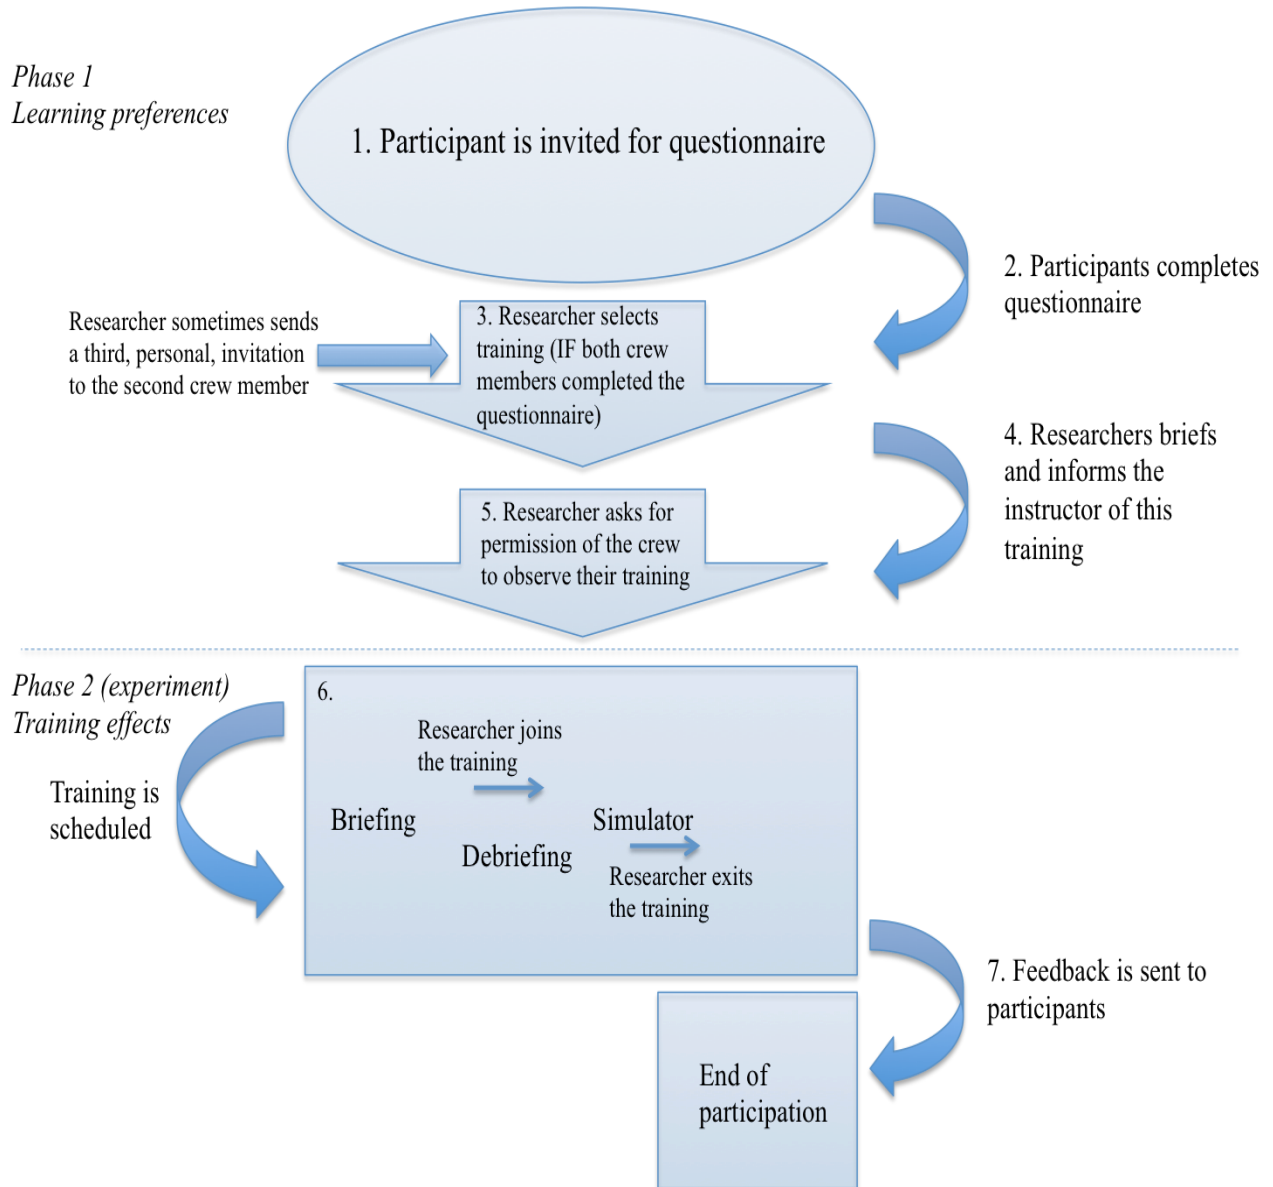 Phase 1
Learning preferences
1. Participant is invited for questionnaire
2. Participants completes
questionnaire
Researcher sometimes sends
a third, personal, invitation
to the second crew member
3. Researcher selects
training (IF both crew
members completed the
questionnaire)
4. Researchers briefs
and informs the
instructor of this
training
5. Researcher asks for
permission of the crew
to observe their training
Phase 2 (experiment)
Training effects
Training is
scheduled
6.
Researcher joins
the training
Briefing
Simulator
Debriefing
Researcher exits
the training
7. Feedback is sent to
participants
End of
participation